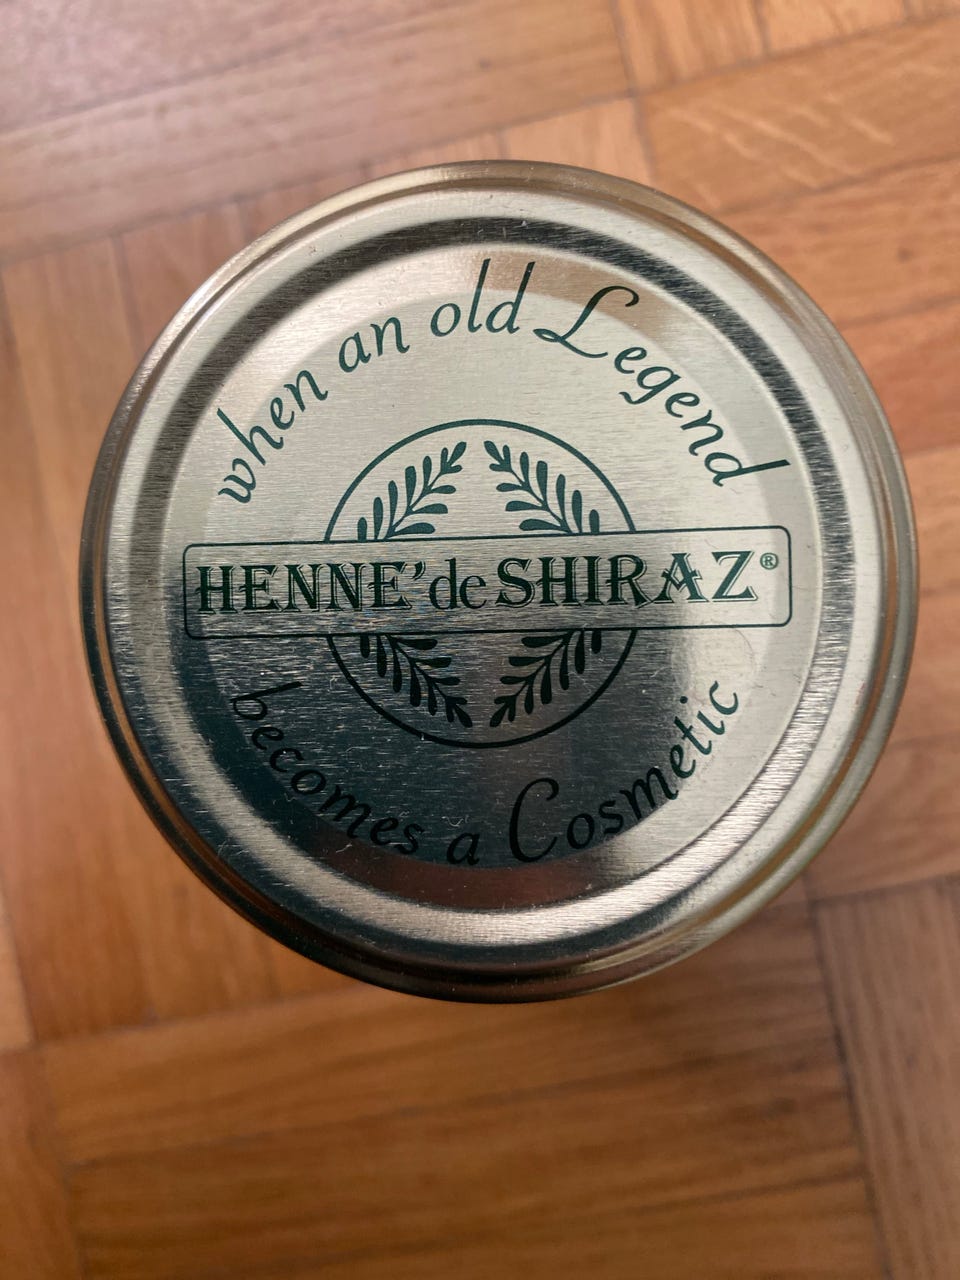 when an old Legend
HENNE' de SHIRAZ®
becomes a Cosmetic